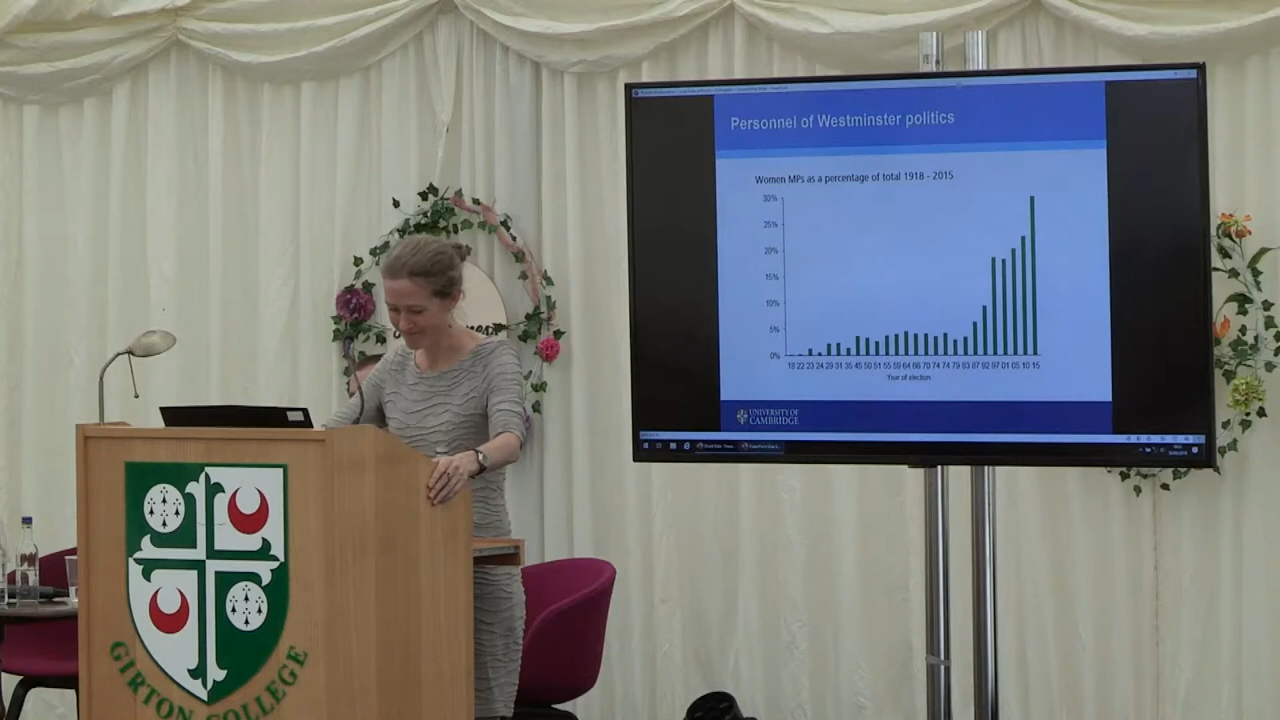 Personnel of Westminster politics
Women MPs as a percentage of total 1918 - 2015
30%
25%
20%
15%
10%
5%
0%
18 22 23 24 29 31 35 45 50 51 55 59 64 66 70 74 74 79 83 87 92 97 01 05 10 15
Year of election
UNIVERSITY OF
CAMBRIDGE
GIRTON COLLEGE